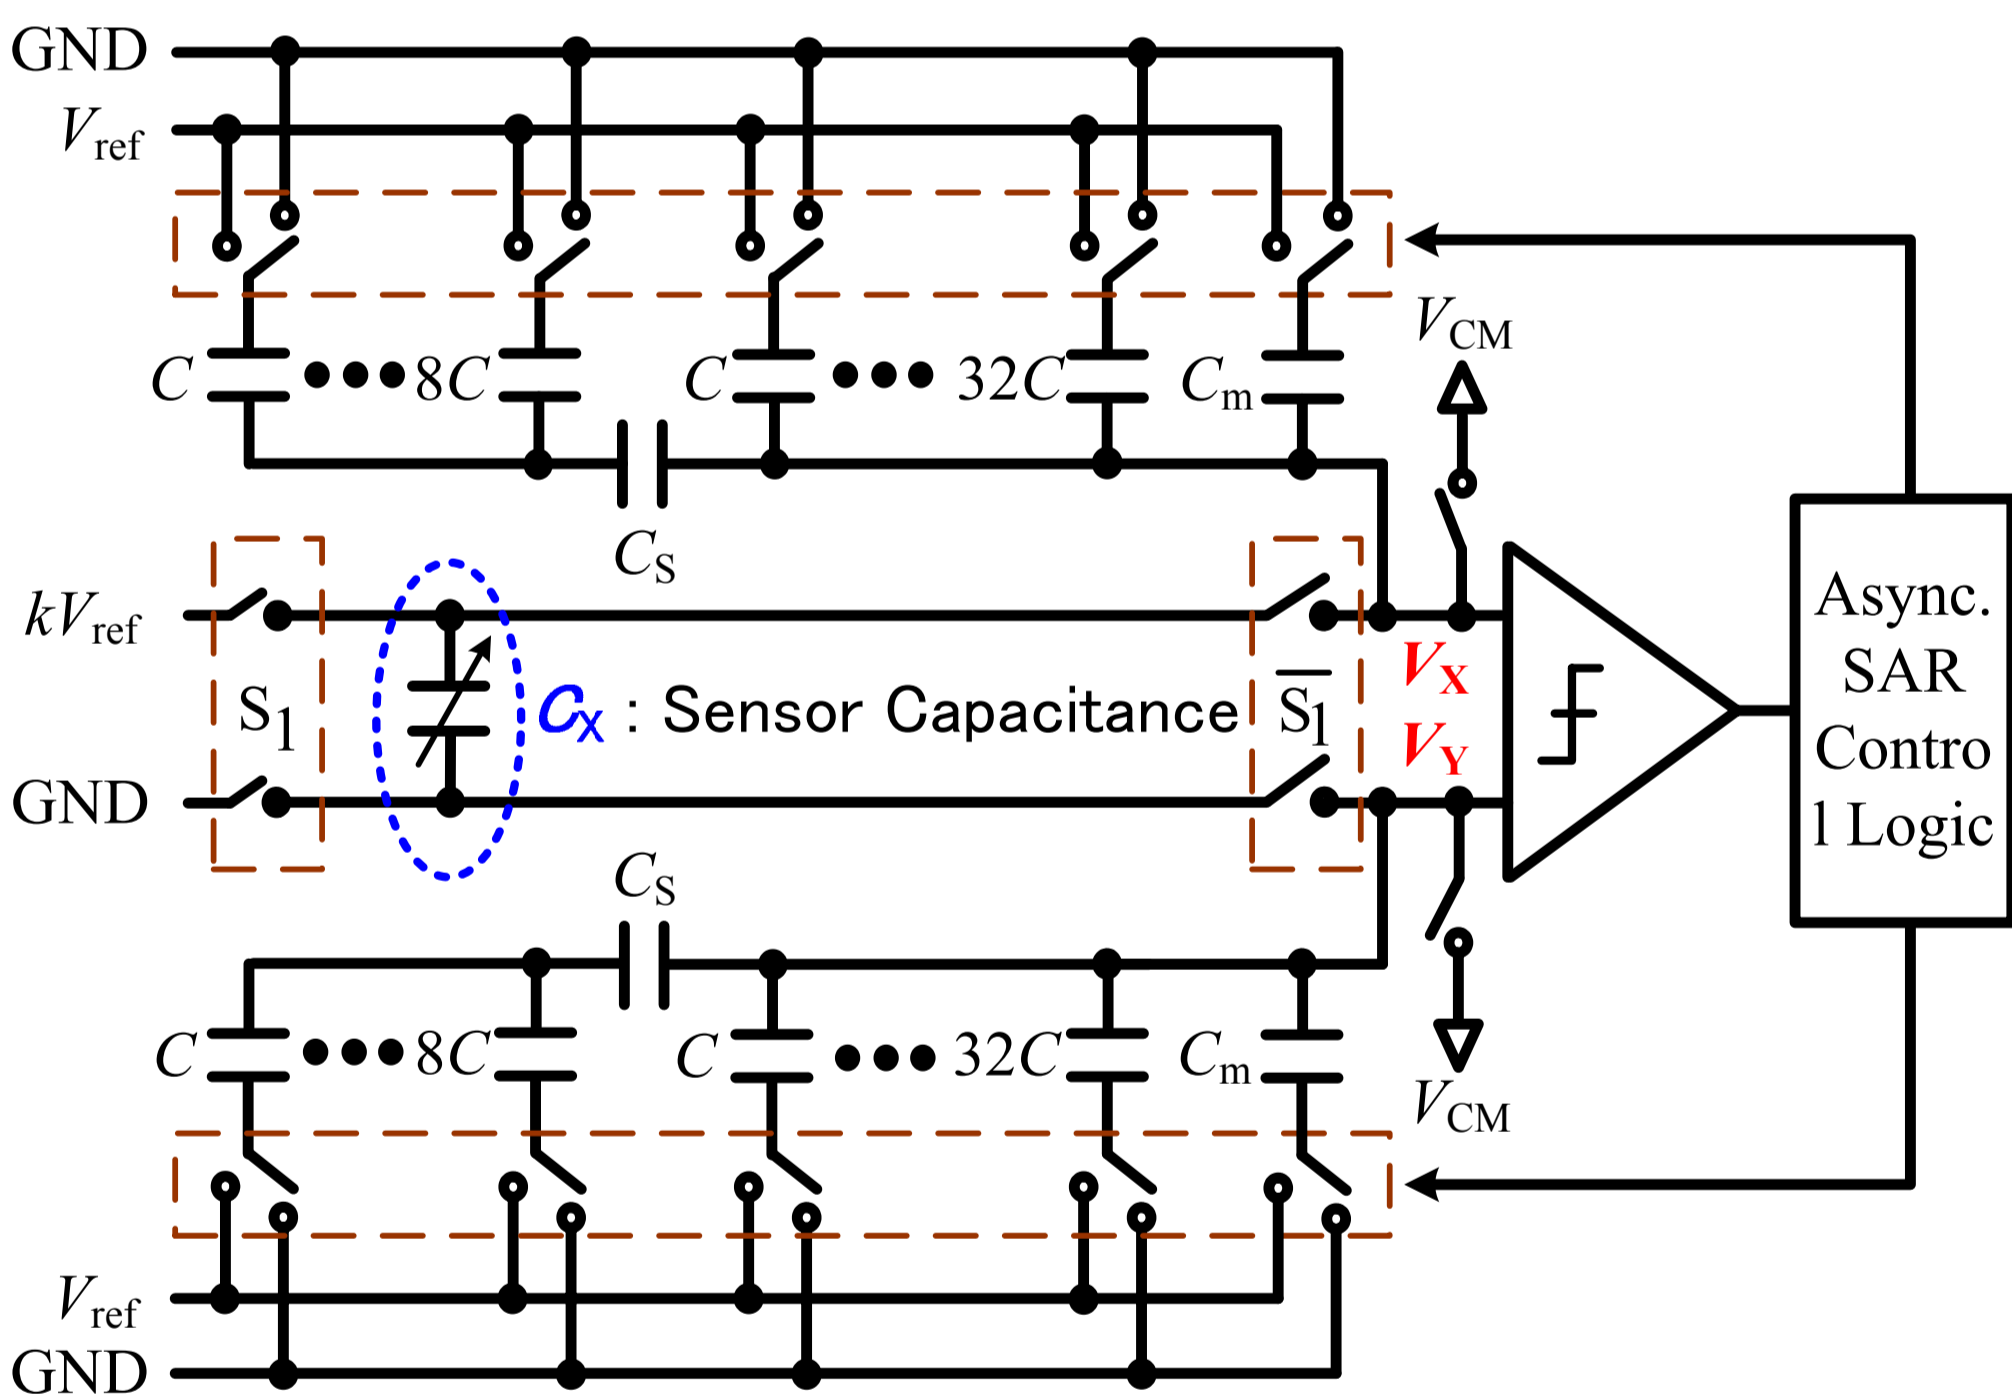 GND
Vref
VCM
C 8C C 32C Cm
CS
kVref
S1
CX : Sensor Capacitance
S1
VX
VY
Async.
SAR
Contro
l Logic
GND
CS
C 8C C 32C Cm
VCM
Vref
GND